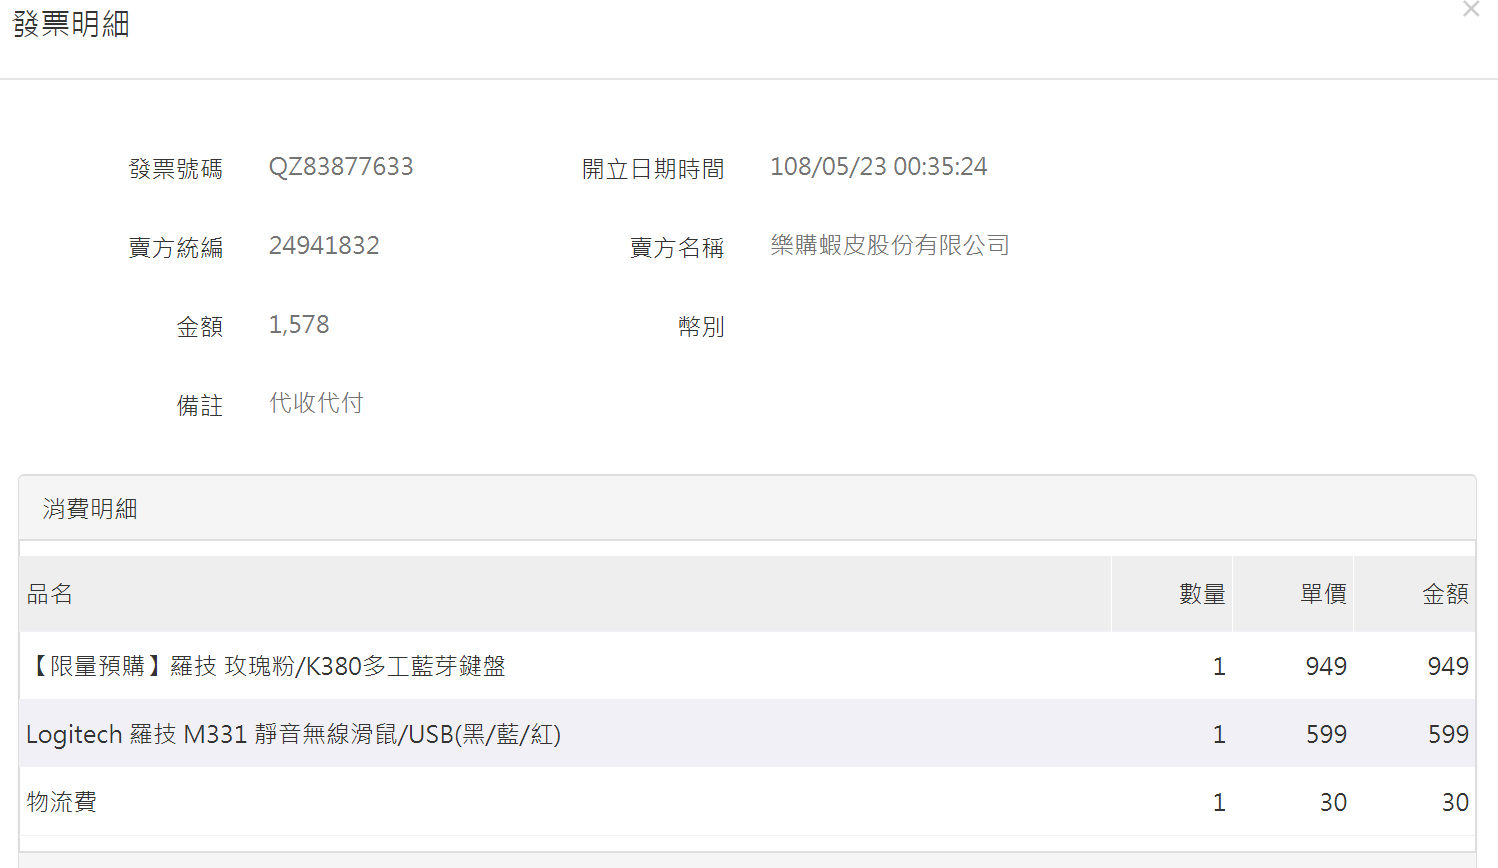 發票明細
×
發票號碼 QZ83877633 開立日期時間 108/05/23 00:35:24
賣方統編 24941832 賣方名稱 樂購蝦皮股份有限公司
金額 1,578 幣別
備註 代收代付
消費明細
品名 數量 單價 金額
【限量預購】羅技 玫瑰粉/K380多工藍芽鍵盤 1 949 949
Logitech 羅技 M331 靜音無線滑鼠/USB(黑/藍/紅) 1 599 599
物流費 1 30 30